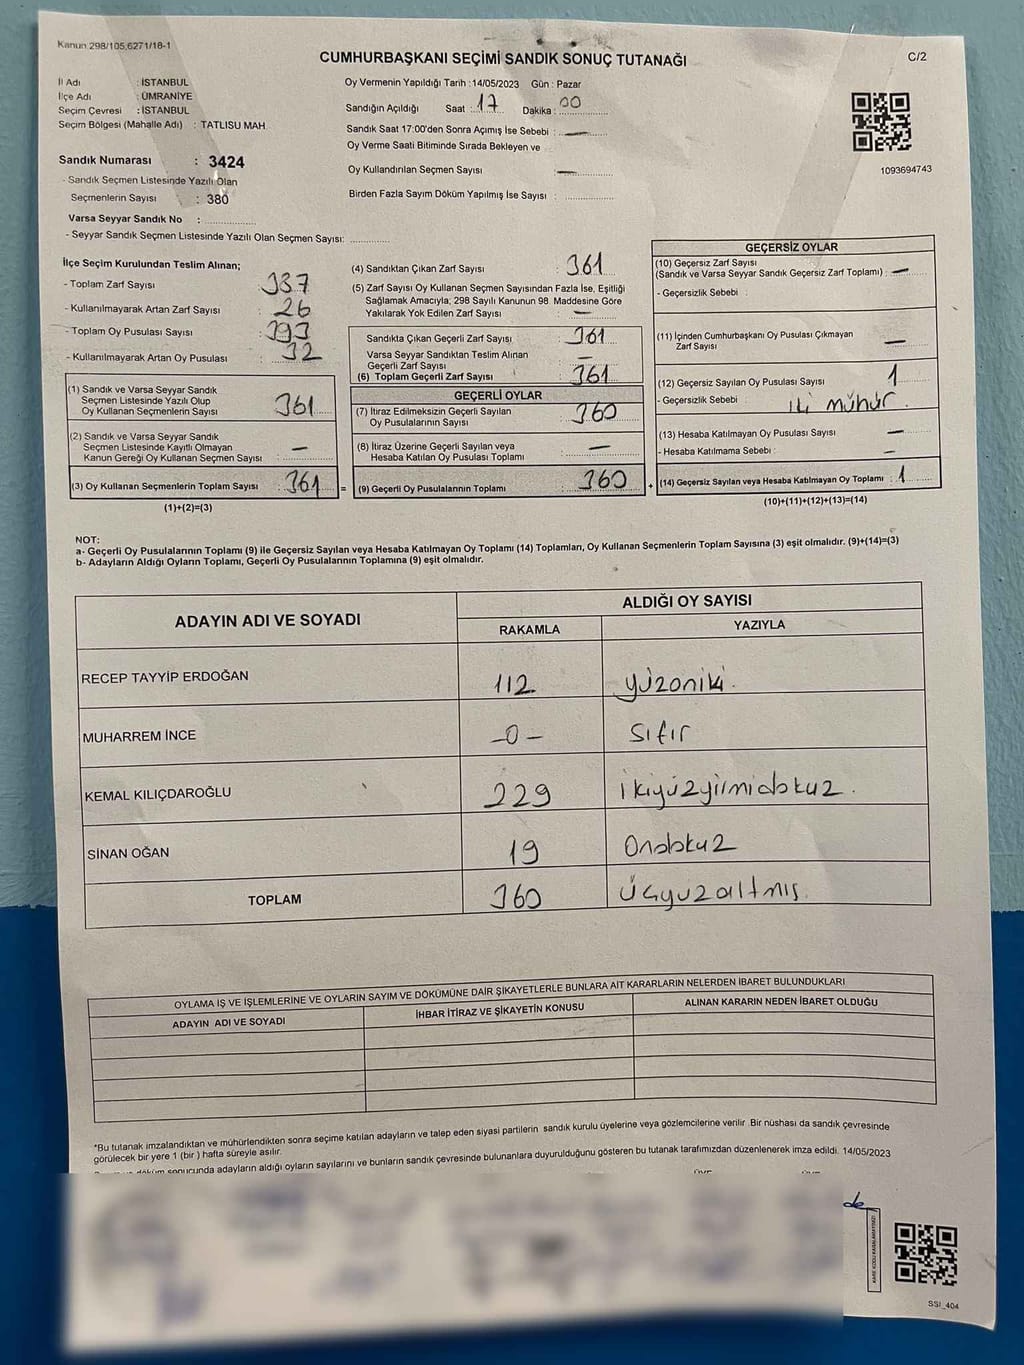 Kanun 298/105,6271/18-1
CUMHURBAŞKANI SEÇİMİ SANDIK SONUÇ TUTANAĞI
C/2
İl Adı : İSTANBUL
İlçe Adı : ÜMRANİYE
Seçim Çevresi : İSTANBUL
Seçim Bölgesi (Mahalle Adı) : TATLISU MAH.
Sandık Numarası : 3424
- Sandık Seçmen Listesinde Yazılı Olan
Seçmenlerin Sayısı : 380
Varsa Seyyar Sandık No :
- Seyyar Sandık Seçmen Listesinde Yazılı Olan Seçmen Sayısı:
Oy Vermenin Yapıldığı Tarih : 14/05/2023 Gün : Pazar
Sandığın Açıldığı Saat : 17 Dakika : 00
Sandık Saat 17:00'den Sonra Açımış İse Sebebi : —
Oy Verme Saati Bitiminde Sırada Bekleyen ve
Oy Kullandırılan Seçmen Sayısı —
Birden Fazla Sayım Döküm Yapılmış İse Sayısı :
1093694743
İlçe Seçim Kurulundan Teslim Alınan;
- Toplam Zarf Sayısı : 387
- Kullanılmayarak Artan Zarf Sayısı : 26
- Toplam Oy Pusulası Sayısı : 393
- Kullanılmayarak Artan Oy Pusulası : 32
(1) Sandık ve Varsa Seyyar Sandık
Seçmen Listesinde Yazılı Olup
Oy Kullanan Seçmenlerin Sayısı : 361
(2) Sandık ve Varsa Seyyar Sandık
Seçmen Listesinde Kayıtlı Olmayan
Kanun Gereği Oy Kullanan Seçmen Sayısı : —
(3) Oy Kullanan Seçmenlerin Toplam Sayısı : 361 =
(1)+(2)=(3)
(4) Sandıktan Çıkan Zarf Sayısı : 361
(5) Zarf Sayısı Oy Kullanan Seçmen Sayısından Fazla İse, Eşitliği
Sağlamak Amacıyla; 298 Sayılı Kanunun 98. Maddesine Göre
Yakılarak Yok Edilen Zarf Sayısı : —
Sandıkta Çıkan Geçerli Zarf Sayısı : 361
Varsa Seyyar Sandıktan Teslim Alınan
Geçerli Zarf Sayısı : —
(6) Toplam Geçerli Zarf Sayısı : 361
GEÇERLİ OYLAR
(7) İtiraz Edilmeksizin Geçerli Sayılan
Oy Pusulalarının Sayısı : 360
(8) İtiraz Üzerine Geçerli Sayılan veya
Hesaba Katılan Oy Pusulası Toplamı : —
(9) Geçerli Oy Pusulalarının Toplamı : 360 +
GEÇERSİZ OYLAR
(10) Geçersiz Zarf Sayısı
(Sandık ve Varsa Seyyar Sandık Geçersiz Zarf Toplamı) : —
- Geçersizlik Sebebi :
(11) İçinden Cumhurbaşkanı Oy Pusulası Çıkmayan
Zarf Sayısı : —
(12) Geçersiz Sayılan Oy Pusulası Sayısı : 1
- Geçersizlik Sebebi : iki mühür.
(13) Hesaba Katılmayan Oy Pusulası Sayısı : —
- Hesaba Katılmama Sebebi : —
(14) Geçersiz Sayılan veya Hesaba Katılmayan Oy Toplamı : 1
(10)+(11)+(12)+(13)=(14)
NOT:
a- Geçerli Oy Pusulalarının Toplamı (9) ile Geçersiz Sayılan veya Hesaba Katılmayan Oy Toplamı (14) Toplamları, Oy Kullanan Seçmenlerin Toplam Sayısına (3) eşit olmalıdır. (9)+(14)=(3)
b- Adayların Aldığı Oyların Toplamı, Geçerli Oy Pusulalarının Toplamına (9) eşit olmalıdır.
ADAYIN ADI VE SOYADI
ALDIĞI OY SAYISI
RAKAMLA YAZIYLA
RECEP TAYYİP ERDOĞAN 112 yüzoniki.
MUHARREM İNCE -0- sıfır
KEMAL KILIÇDAROĞLU 229 ikiyüzyirmidokuz.
SİNAN OĞAN 19 Ondokuz
TOPLAM 360 Üçyüzaltmış.
OYLAMA İŞ VE İŞLEMLERİNE VE OYLARIN SAYIM VE DÖKÜMÜNE DAİR ŞİKAYETLERLE BUNLARA AİT KARARLARIN NELERDEN İBARET BULUNDUKLARI
ADAYIN ADI VE SOYADI İHBAR İTİRAZ VE ŞİKAYETİN KONUSU ALINAN KARARIN NEDEN İBARET OLDUĞU
*Bu tutanak imzalandıktan ve mühürlendikten sonra seçime katılan adayların ve talep eden siyasi partilerin sandık kurulu üyelerine veya gözlemcilerine verilir. Bir nüshası da sandık çevresinde
görülecek bir yere 1 (bir) hafta süreyle asılır.
döküm sonucunda adayların aldığı oyların sayılarını ve bunların sandık çevresinde bulunanlara duyurulduğunu gösteren bu tutanak tarafımızdan düzenlenerek imza edildi. 14/05/2023
SSI_404